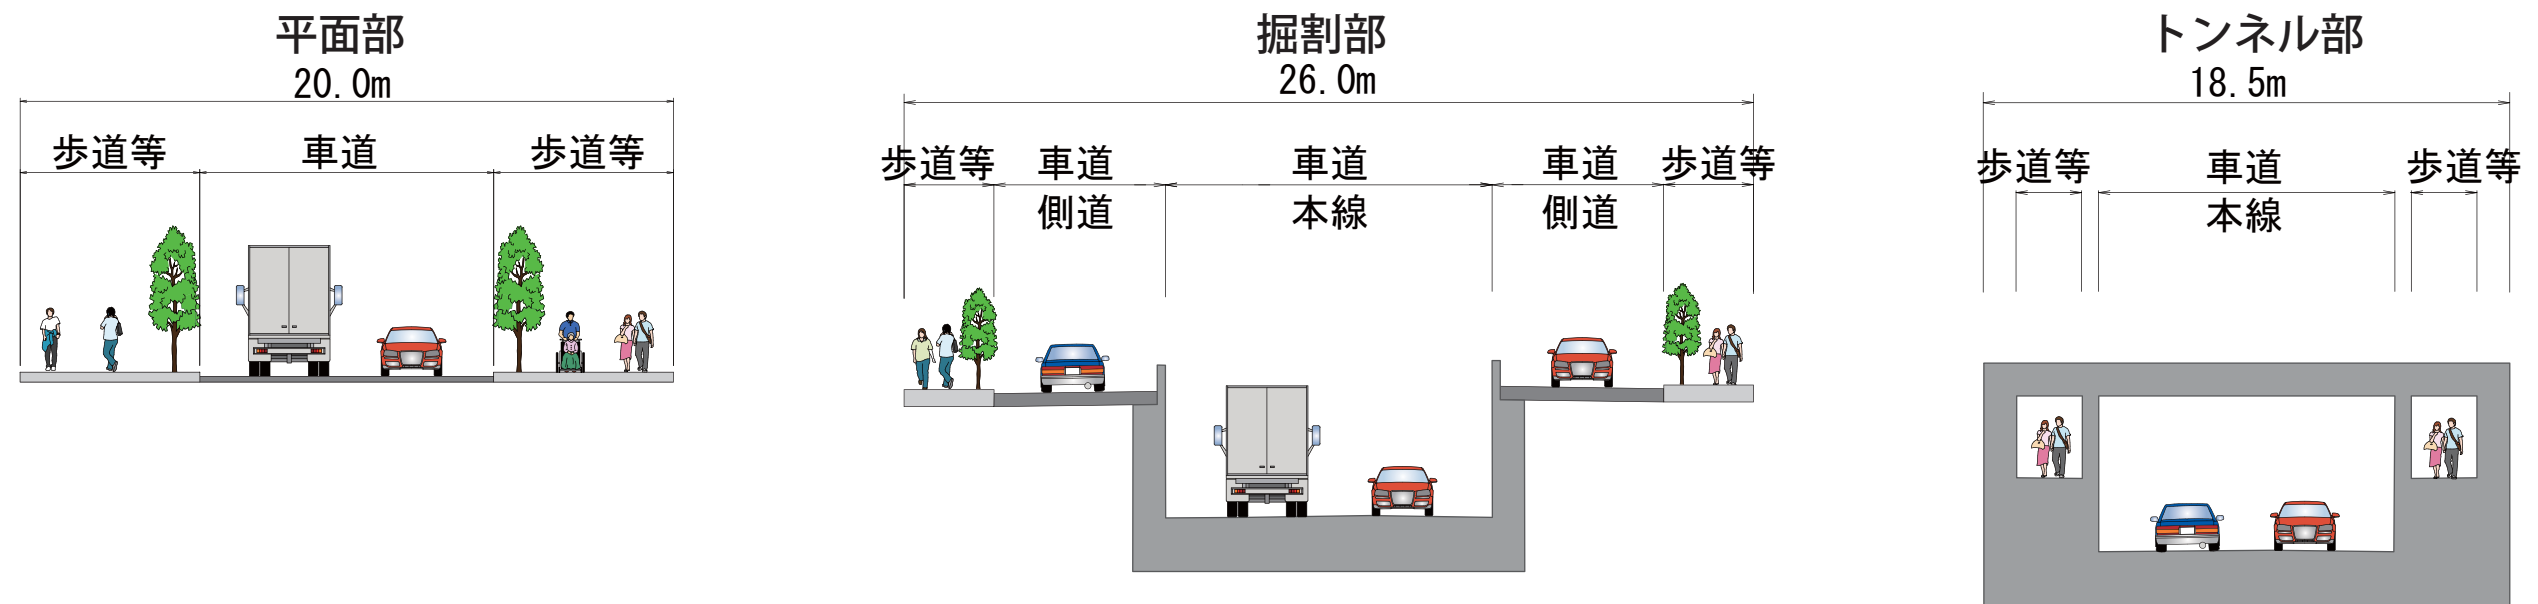 平面部
20.0m
歩道等 車道 歩道等
掘割部
26.0m
歩道等 車道 車道 車道 歩道等
側道 本線 側道
トンネル部
18.5m
歩道等 車道 歩道等
本線